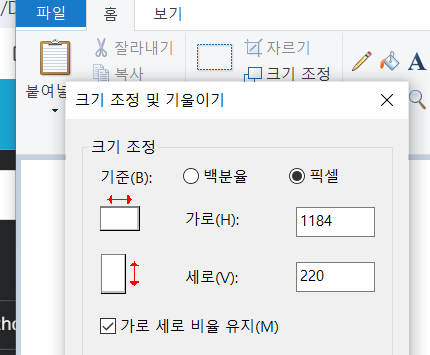 /D
파일 홈 보기
잘라내기
복사
붙여넣
자르기
크기 조정
A
크기 조정 및 기울이기
크기 조정
기준(B): 백분율 픽셀
가로(H): 1184
세로(V): 220
가로 세로 비율 유지(M)